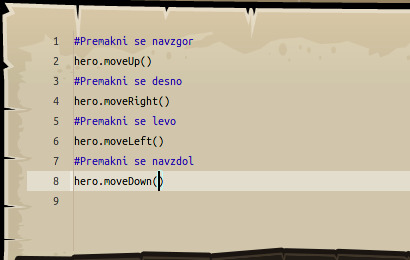 1 #Premakni se navzgor
2 hero.moveUp()
3 #Premakni se desno
4 hero.moveRight()
5 #Premakni se levo
6 hero.moveLeft()
7 #Premakni se navzdol
8 hero.moveDown()
9